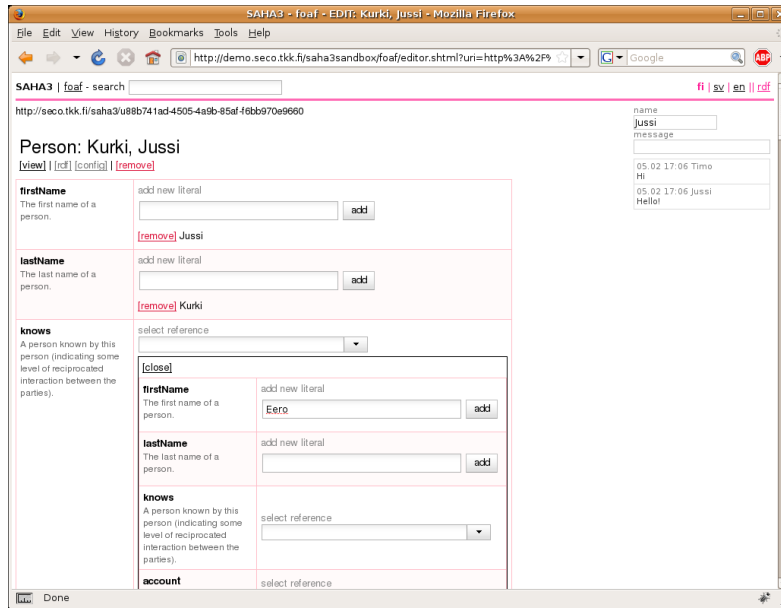 SAHA3 - foaf - EDIT: Kurki, Jussi - Mozilla Firefox
File Edit View History Bookmarks Tools Help
http://demo.seco.tkk.fi/saha3sandbox/foaf/editor.shtml?uri=http%3A%2F%
Google
ABP
SAHA3 | foaf - search
fi | sv | en || rdf
http://seco.tkk.fi/saha3/u88b741ad-4505-4a9b-85af-f6bb970e9660
name
Jussi
message
05.02 17:06 Timo
Hi
05.02 17:06 Jussi
Hello!
Person: Kurki, Jussi
[view] | [rdf] [config] | [remove]
firstName
The first name of a
person.
add new literal
add
[remove] Jussi
lastName
The last name of a
person.
add new literal
add
[remove] Kurki
knows
A person known by this
person (indicating some
level of reciprocated
interaction between the
parties).
select reference
[close]
firstName
The first name of a
person.
add new literal
Eero
add
lastName
The last name of a
person.
add new literal
add
knows
A person known by this
person (indicating some
level of reciprocated
interaction between the
parties).
select reference
account
select reference
Done